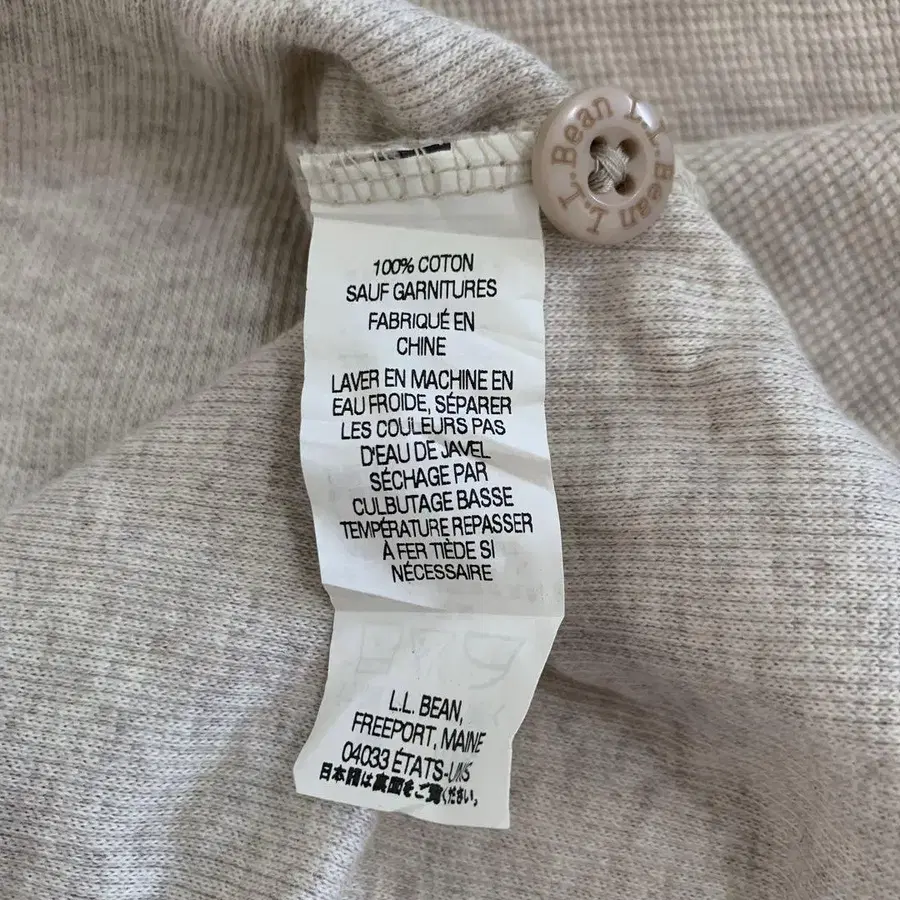 L.L.Bean L.L.Bean
100% COTON
SAUF GARNITURES
FABRIQUÉ EN
CHINE
LAVER EN MACHINE EN
EAU FROIDE, SÉPARER
LES COULEURS PAS
D'EAU DE JAVEL
SÉCHAGE PAR
CULBUTAGE BASSE
TEMPÉRATURE REPASSER
À FER TIÈDE SI
NÉCESSAIRE
L.L. BEAN,
FREEPORT, MAINE
04033 ÉTATS-UNIS
日本語は裏面をご覧ください。